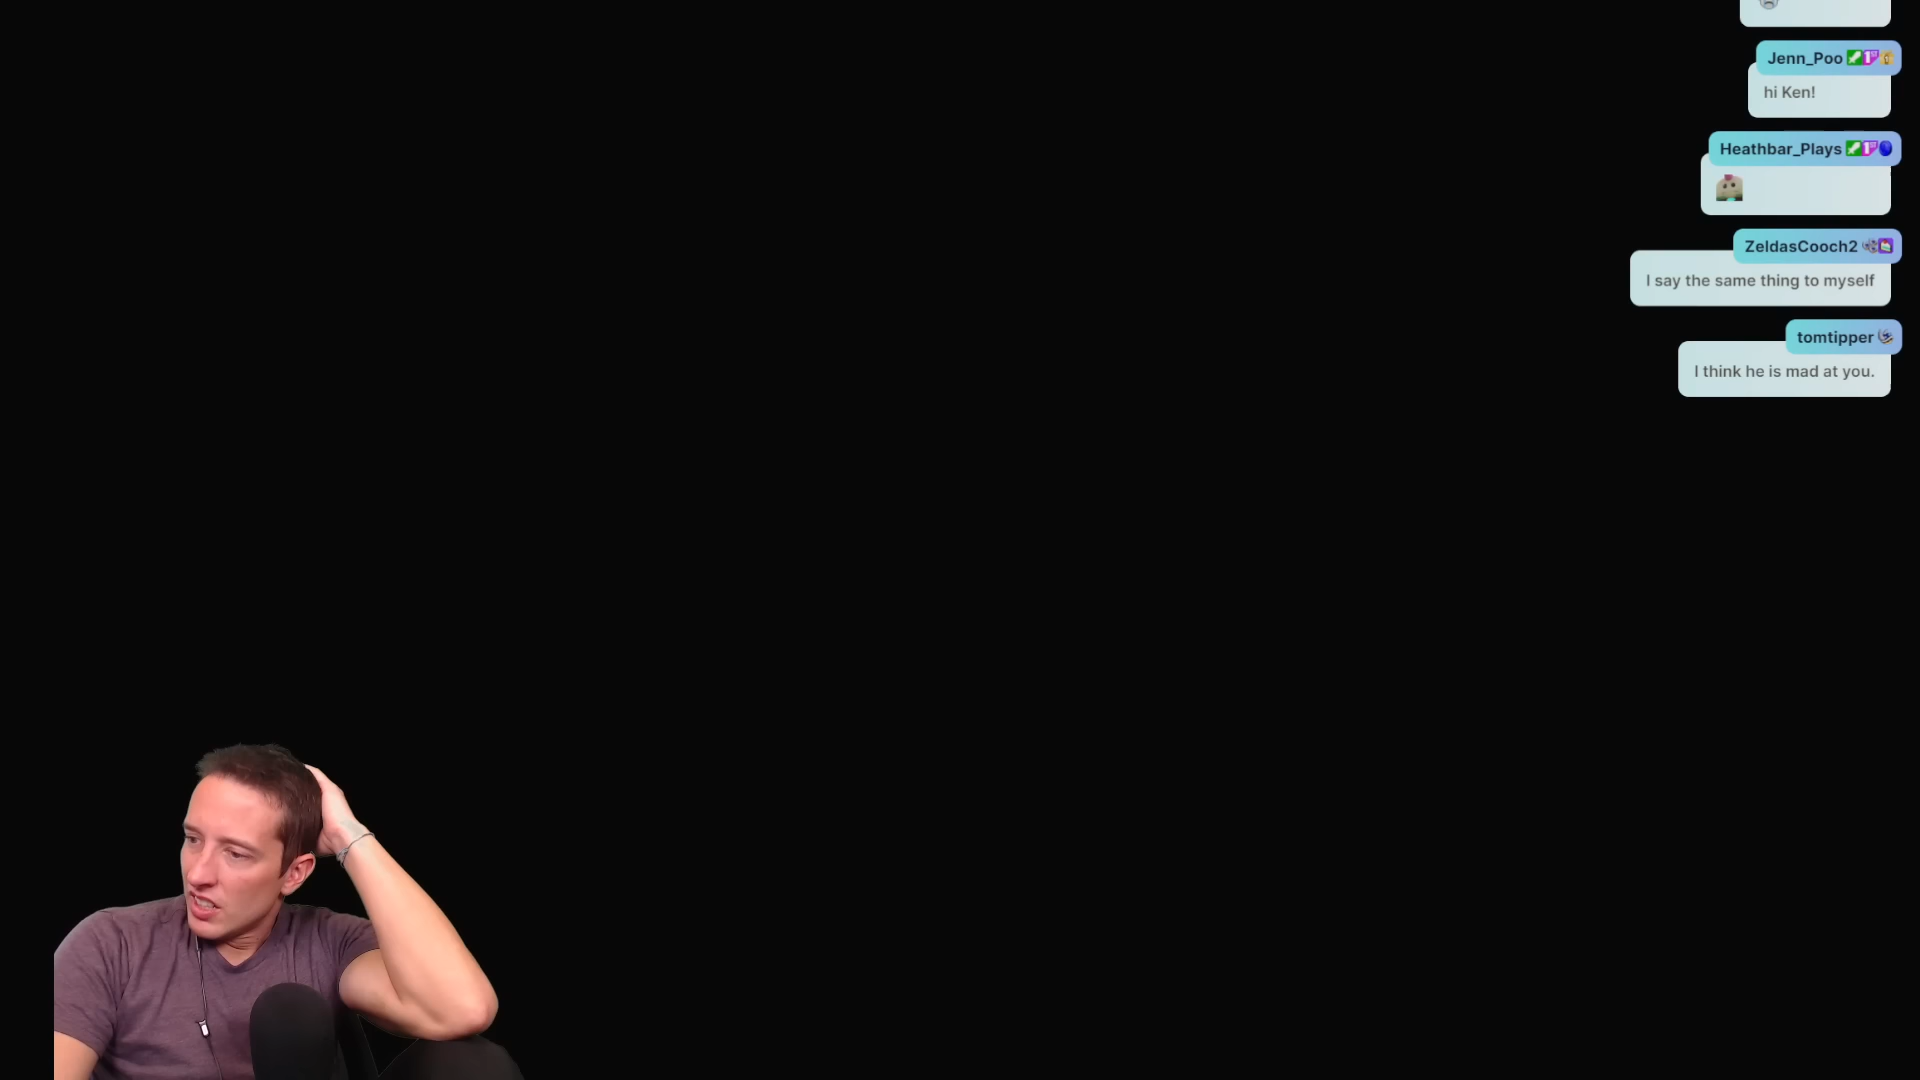 Jenn_Poo
hi Ken!
Heathbar_Plays
ZeldasCooch2
I say the same thing to myself
tomtipper
I think he is mad at you.